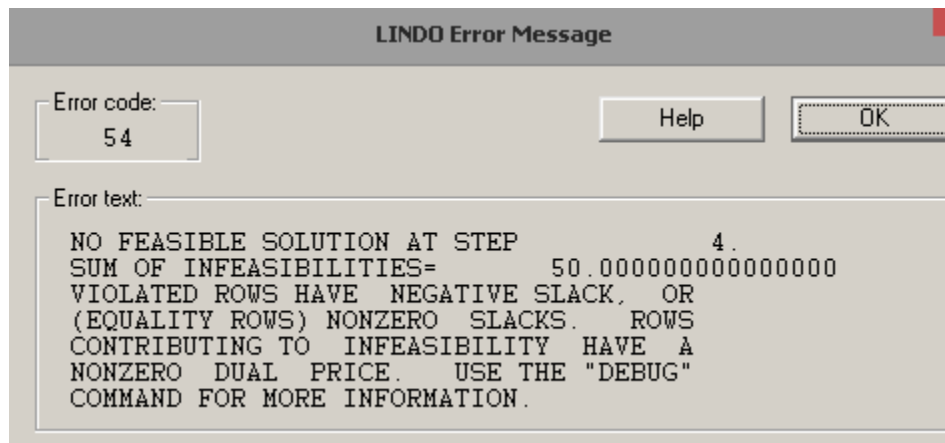 LINDO Error Message
Error code:
54
Help
OK
Error text:
NO FEASIBLE SOLUTION AT STEP 4.
SUM OF INFEASIBILITIES= 50.000000000000000
VIOLATED ROWS HAVE NEGATIVE SLACK, OR
(EQUALITY ROWS) NONZERO SLACKS. ROWS
CONTRIBUTING TO INFEASIBILITY HAVE A
NONZERO DUAL PRICE. USE THE "DEBUG"
COMMAND FOR MORE INFORMATION.